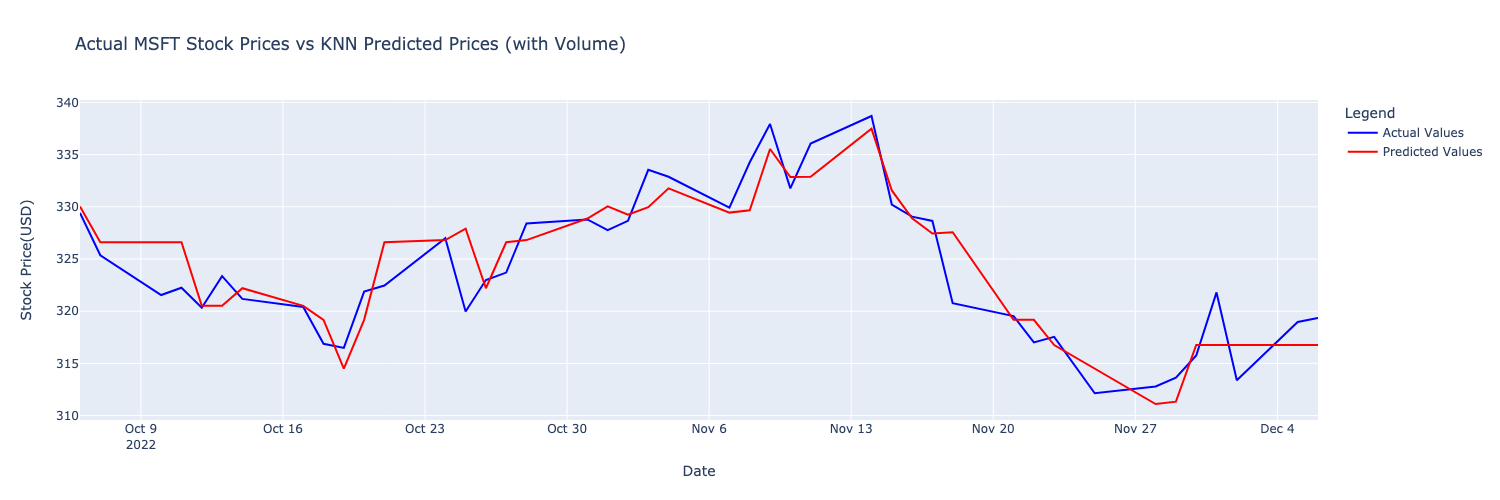 Actual MSFT Stock Prices vs KNN Predicted Prices (with Volume)
Legend
Actual Values
Predicted Values
Stock Price(USD)
340
335
330
325
320
315
310
Oct 9
2022
Oct 16
Oct 23
Oct 30
Nov 6
Nov 13
Nov 20
Nov 27
Dec 4
Date